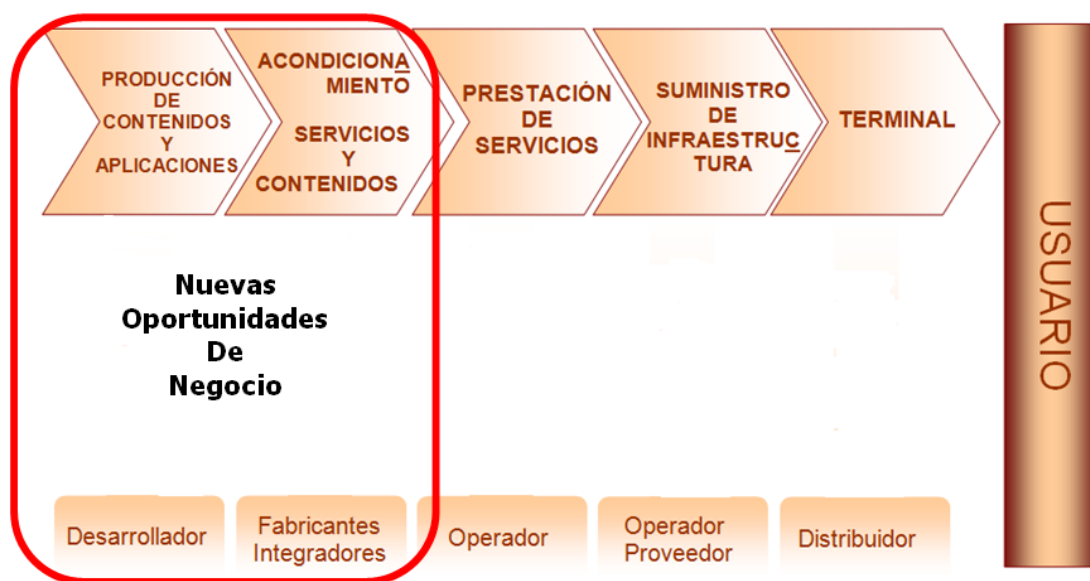 PRODUCCIÓN
DE
CONTENIDOS
Y
APLICACIONES
ACONDICIONA
MIENTO
SERVICIOS
Y
CONTENIDOS
PRESTACIÓN
DE
SERVICIOS
SUMINISTRO
DE
INFRAESTRUC
TURA
TERMINAL
USUARIO
Nuevas
Oportunidades
De
Negocio
Desarrollador
Fabricantes
Integradores
Operador
Operador
Proveedor
Distribuidor